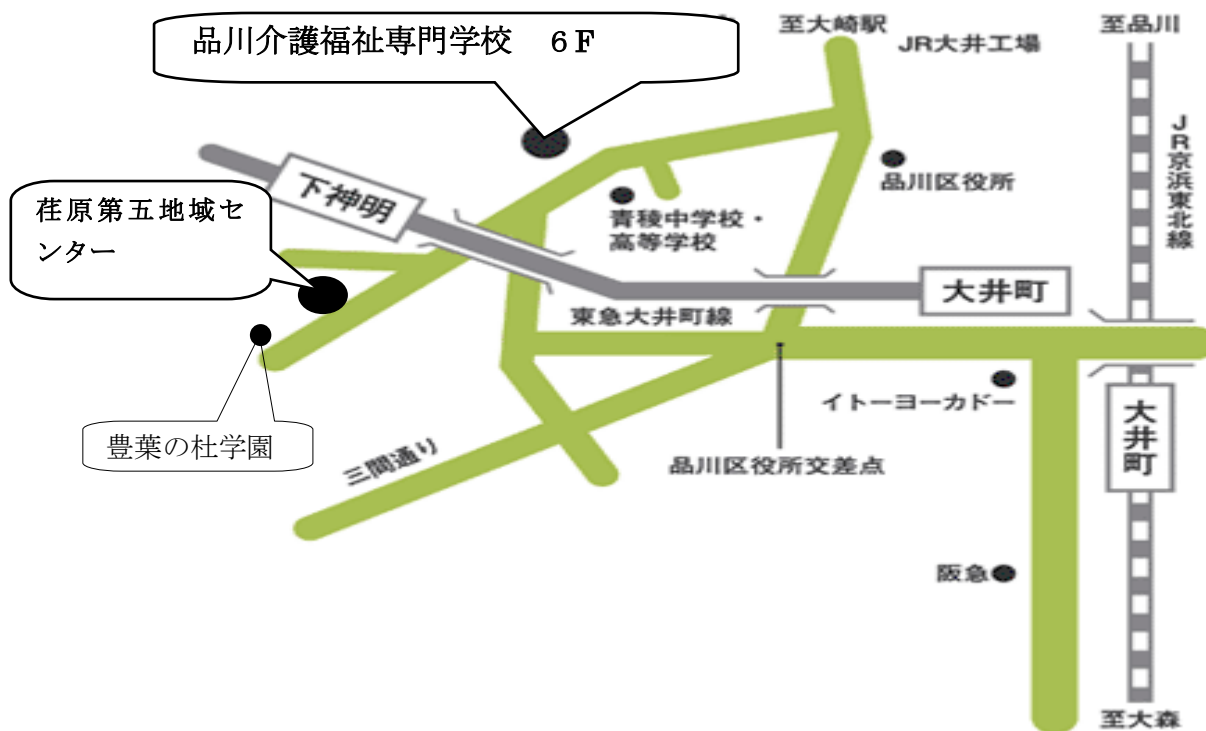 品川介護福祉専門学校　６F
至大崎駅
JR大井工場
至品川
JR京浜東北線
品川区役所
下神明
荏原第五地域セ
ンター
青稜中学校・
高等学校
大井町
東急大井町線
イトーヨーカドー
大井町
豊葉の杜学園
三間通り
品川区役所交差点
阪急
至大森